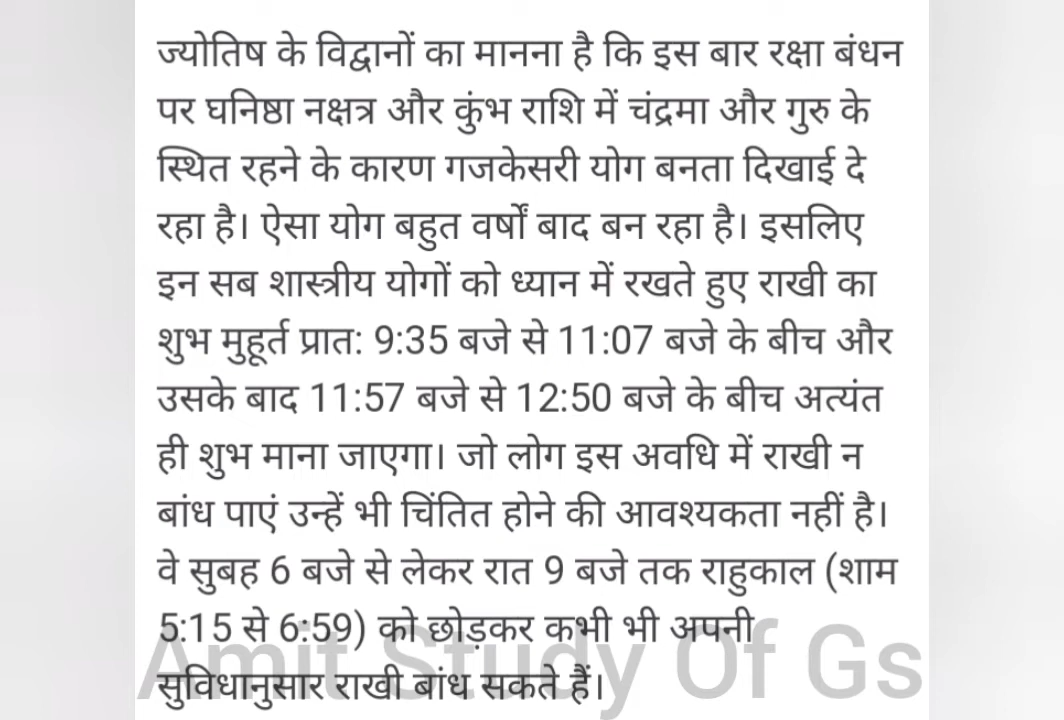 ज्योतिष के विद्वानों का मानना है कि इस बार रक्षा बंधन
पर घनिष्ठा नक्षत्र और कुंभ राशि में चंद्रमा और गुरु के
स्थित रहने के कारण गजकेसरी योग बनता दिखाई दे
रहा है। ऐसा योग बहुत वर्षों बाद बन रहा है। इसलिए
इन सब शास्त्रीय योगों को ध्यान में रखते हुए राखी का
शुभ मुहूर्त प्रात: 9:35 बजे से 11:07 बजे के बीच और
उसके बाद 11:57 बजे से 12:50 बजे के बीच अत्यंत
ही शुभ माना जाएगा। जो लोग इस अवधि में राखी न
बांध पाएं उन्हें भी चिंतित होने की आवश्यकता नहीं है।
वे सुबह 6 बजे से लेकर रात 9 बजे तक राहुकाल (शाम
5:15 से 6:59) को छोड़कर कभी भी अपनी
सुविधानुसार राखी बांध सकते हैं।
Amit Study Of Gs